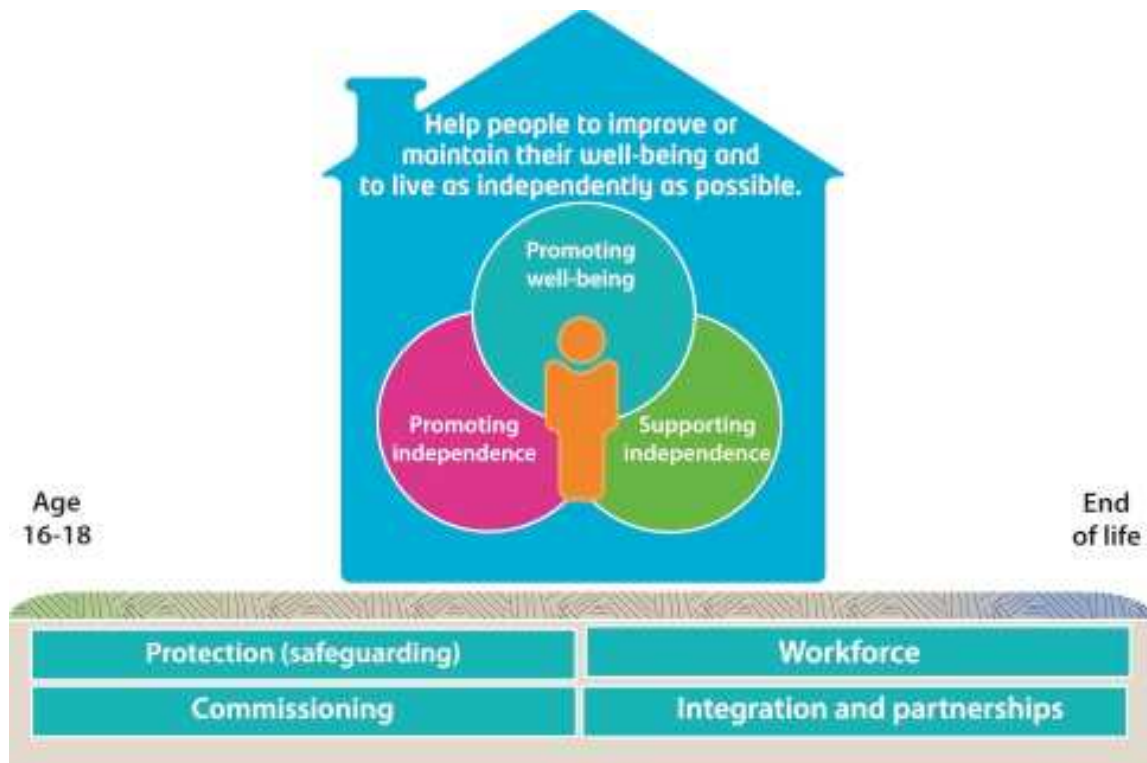 Help people to improve or
maintain their well-being and
to live as independently as possible.
Promoting
well-being
Promoting
independence
Supporting
independence
Age
16-18
End
of life
Protection (safeguarding)
Workforce
Commissioning
Integration and partnerships